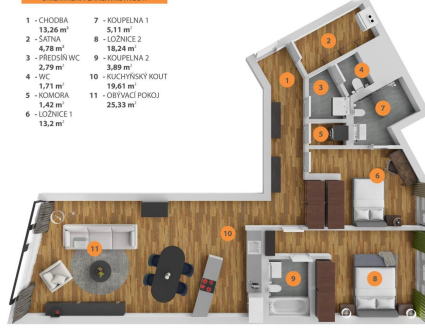 1 - CHODBA
13,26 m²
2 - ŠATNA
4,78 m²
3 - PŘEDSÍŇ WC
2,79 m²
4 - WC
1,71 m²
5 - KOMORA
1,42 m²
6 - LOŽNICE 1
13,2 m²
7 - KOUPELNA 1
5,11 m²
8 - LOŽNICE 2
18,24 m²
9 - KOUPELNA 2
3,89 m²
10 - KUCHYŇSKÝ KOUT
19,61 m²
11 - OBÝVACÍ POKOJ
25,33 m²
2
1
4
3
7
5
6
10
11
9
8